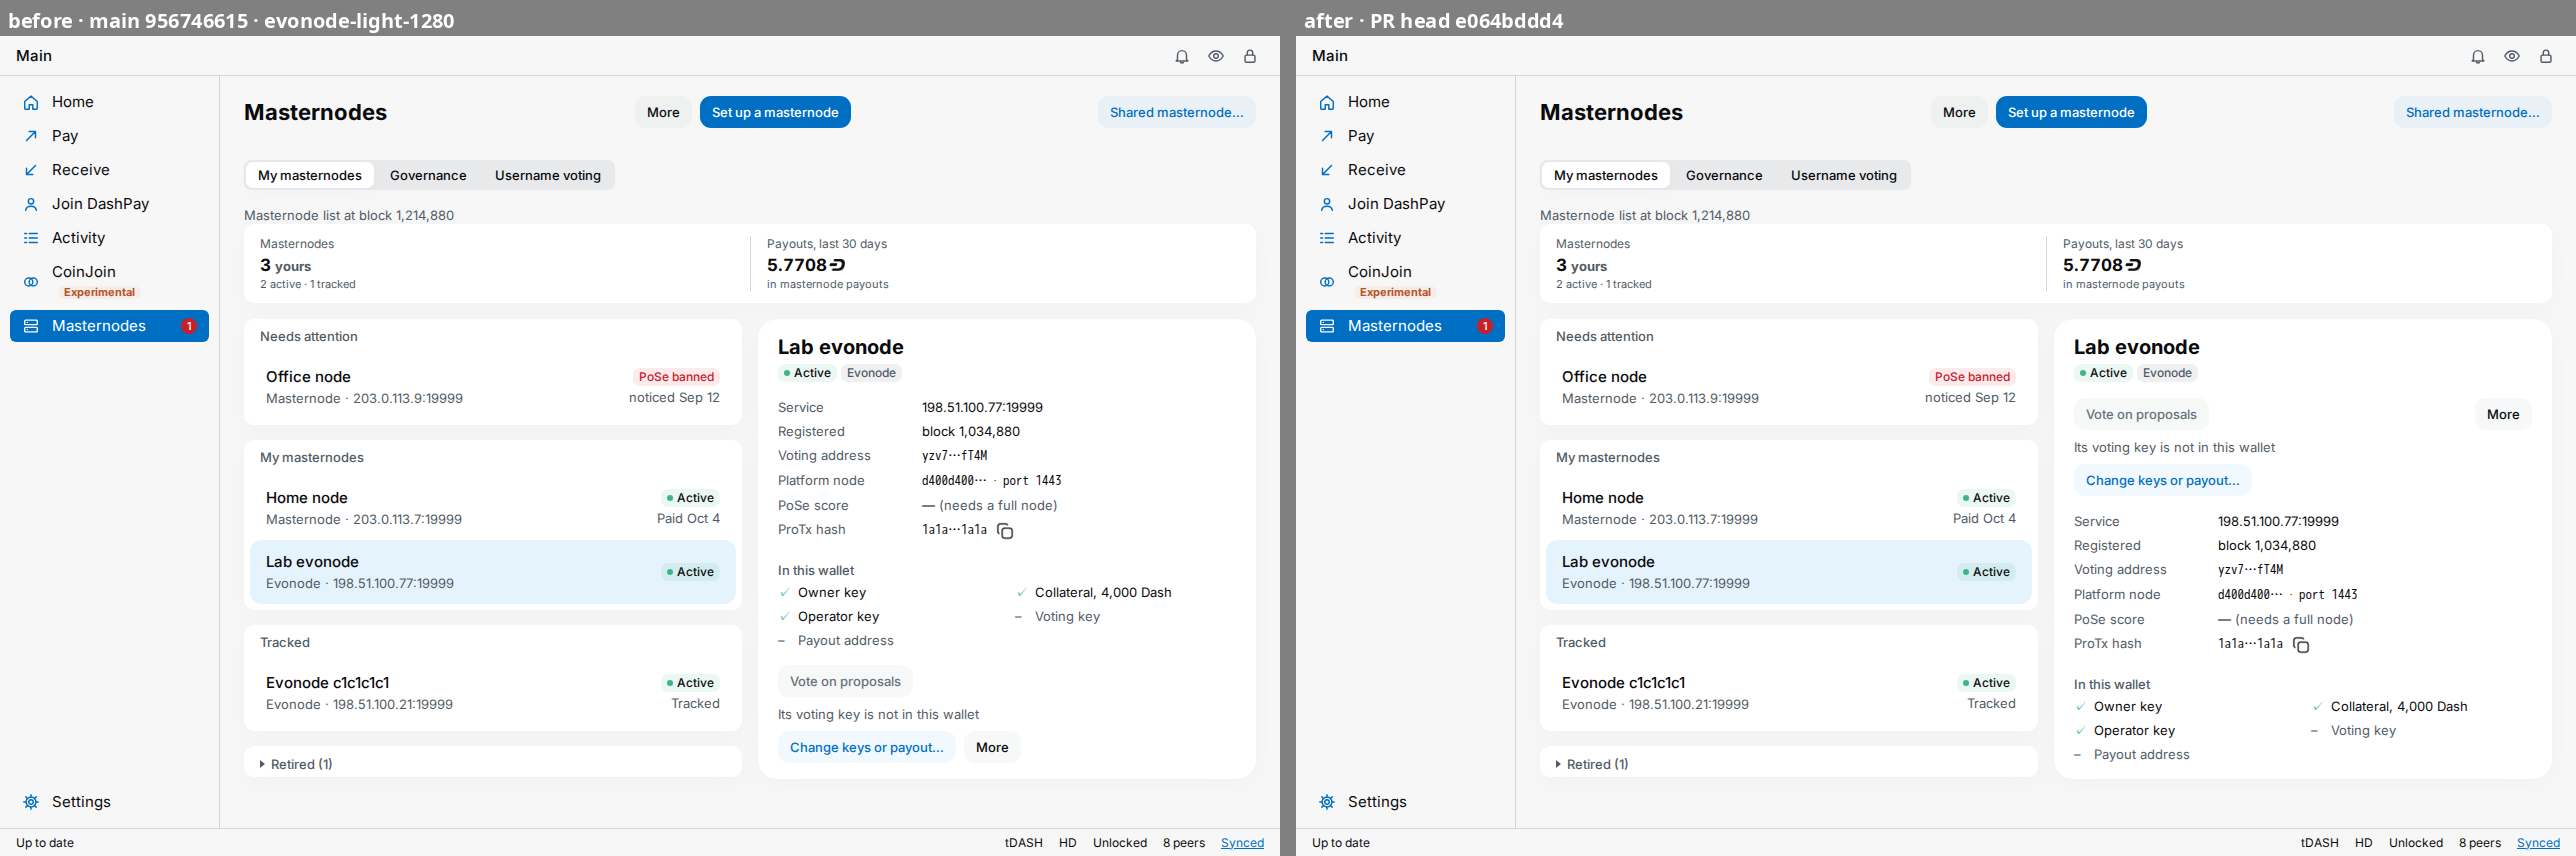 before · main 956746615 · evonode-light-1280
Main
Home
Pay
Receive
Join DashPay
Activity
CoinJoin
Experimental
Masternodes 1
Settings
Masternodes
More
Set up a masternode
Shared masternode...
My masternodes
Governance
Username voting
Masternode list at block 1,214,880
Masternodes
3 yours
2 active · 1 tracked
Payouts, last 30 days
5.7708
in masternode payouts
Needs attention
Office node
PoSe banned
Masternode · 203.0.113.9:19999
noticed Sep 12
My masternodes
Home node
Active
Masternode · 203.0.113.7:19999
Paid Oct 4
Lab evonode
Evonode · 198.51.100.77:19999
Active
Tracked
Evonode c1c1c1c1
Active
Evonode · 198.51.100.21:19999
Tracked
Retired (1)
Lab evonode
Active
Evonode
Service 198.51.100.77:19999
Registered block 1,034,880
Voting address yzv7···fT4M
Platform node d400d400··· · port 1443
PoSe score — (needs a full node)
ProTx hash 1a1a···1a1a
In this wallet
✓ Owner key
✓ Collateral, 4,000 Dash
✓ Operator key
– Voting key
– Payout address
Vote on proposals
Its voting key is not in this wallet
Change keys or payout...
More
Up to date
tDASH HD Unlocked 8 peers Synced
after · PR head e064bddd4
Main
Home
Pay
Receive
Join DashPay
Activity
CoinJoin
Experimental
Masternodes 1
Settings
Masternodes
More
Set up a masternode
Shared masternode...
My masternodes
Governance
Username voting
Masternode list at block 1,214,880
Masternodes
3 yours
2 active · 1 tracked
Payouts, last 30 days
5.7708
in masternode payouts
Needs attention
Office node
PoSe banned
Masternode · 203.0.113.9:19999
noticed Sep 12
My masternodes
Home node
Active
Masternode · 203.0.113.7:19999
Paid Oct 4
Lab evonode
Evonode · 198.51.100.77:19999
Active
Tracked
Evonode c1c1c1c1
Active
Evonode · 198.51.100.21:19999
Tracked
Retired (1)
Lab evonode
Active
Evonode
Vote on proposals
More
Its voting key is not in this wallet
Change keys or payout...
Service 198.51.100.77:19999
Registered block 1,034,880
Voting address yzv7···fT4M
Platform node d400d400··· · port 1443
PoSe score — (needs a full node)
ProTx hash 1a1a···1a1a
In this wallet
✓ Owner key
✓ Collateral, 4,000 Dash
✓ Operator key
– Voting key
– Payout address
Up to date
tDASH HD Unlocked 8 peers Synced